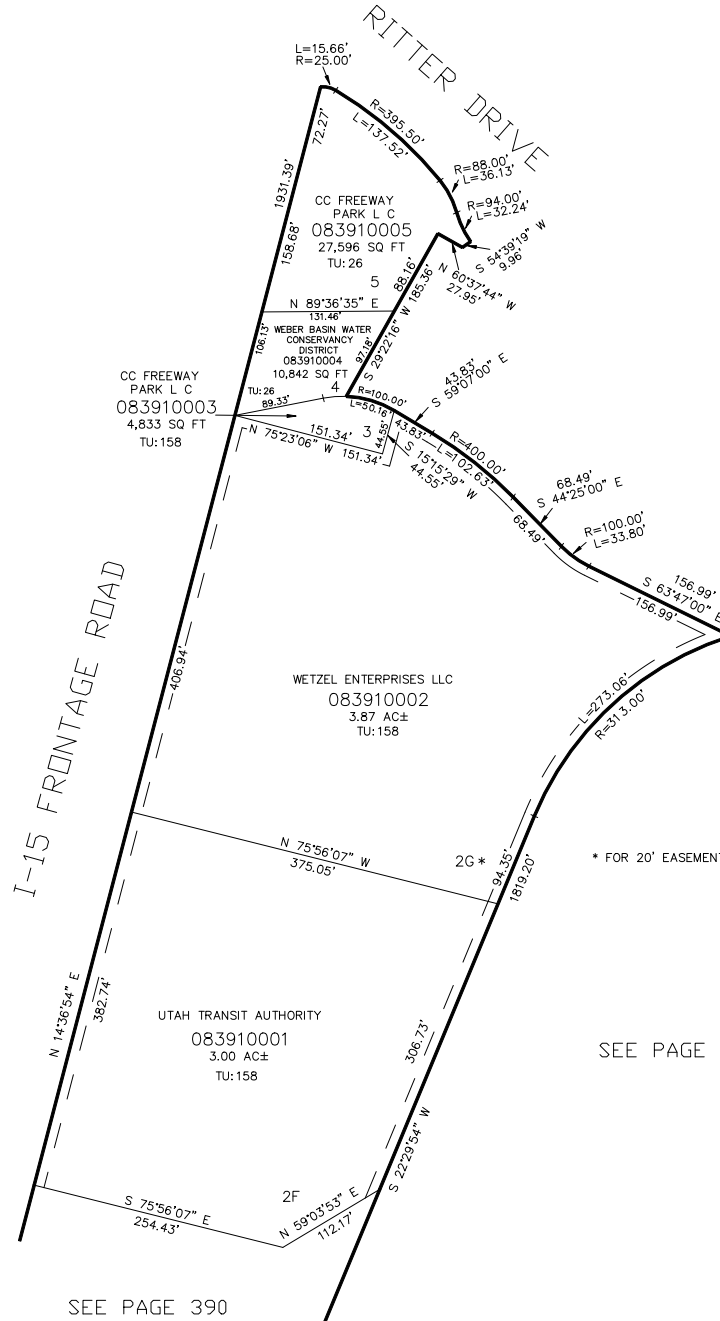 RITTER DRIVE
L=15.66'
R=25.00'
R=395.50'
L=137.52'
72.27'
1931.39'
R=88.00'
L=36.13'
R=94.00'
L=32.24'
CC FREEWAY
PARK L C
083910005
27,596 SQ FT
TU: 26
158.68'
S 54°39'19" W
9.96'
N 60°37'44" W
27.95'
5
88.16'
S 29°22'16" W 185.36'
N 89°36'35" E
131.46'
106.13'
WEBER BASIN WATER
CONSERVANCY
DISTRICT
083910004
10,842 SQ FT
97.18'
TU: 26
4
89.33'
CC FREEWAY
PARK L C
083910003
4,833 SQ FT
TU: 158
R=100.00'
L=50.16'
43.83'
S 59°07'00" E
43.83'
3
44.55'
151.34'
N 75°23'06" W 151.34'
S 15°15'29" W
44.55'
R=400.00'
L=102.63'
68.49'
S 44°25'00" E
68.49'
R=100.00'
L=33.80'
156.99'
S 63°47'00" E
156.99'
I-15 FRONTAGE ROAD
406.94'
WETZEL ENTERPRISES LLC
083910002
3.87 AC±
TU: 158
L=273.06'
R=313.00'
N 75°56'07" W
375.05'
2G *
94.35'
1819.20'
* FOR 20' EASEMENT
N 14°36'54" E
382.74'
UTAH TRANSIT AUTHORITY
083910001
3.00 AC±
TU: 158
306.73'
SEE PAGE
S 22°29'54" W
S 75°56'07" E
254.43'
2F
N 59°03'53" E
112.17'
SEE PAGE 390